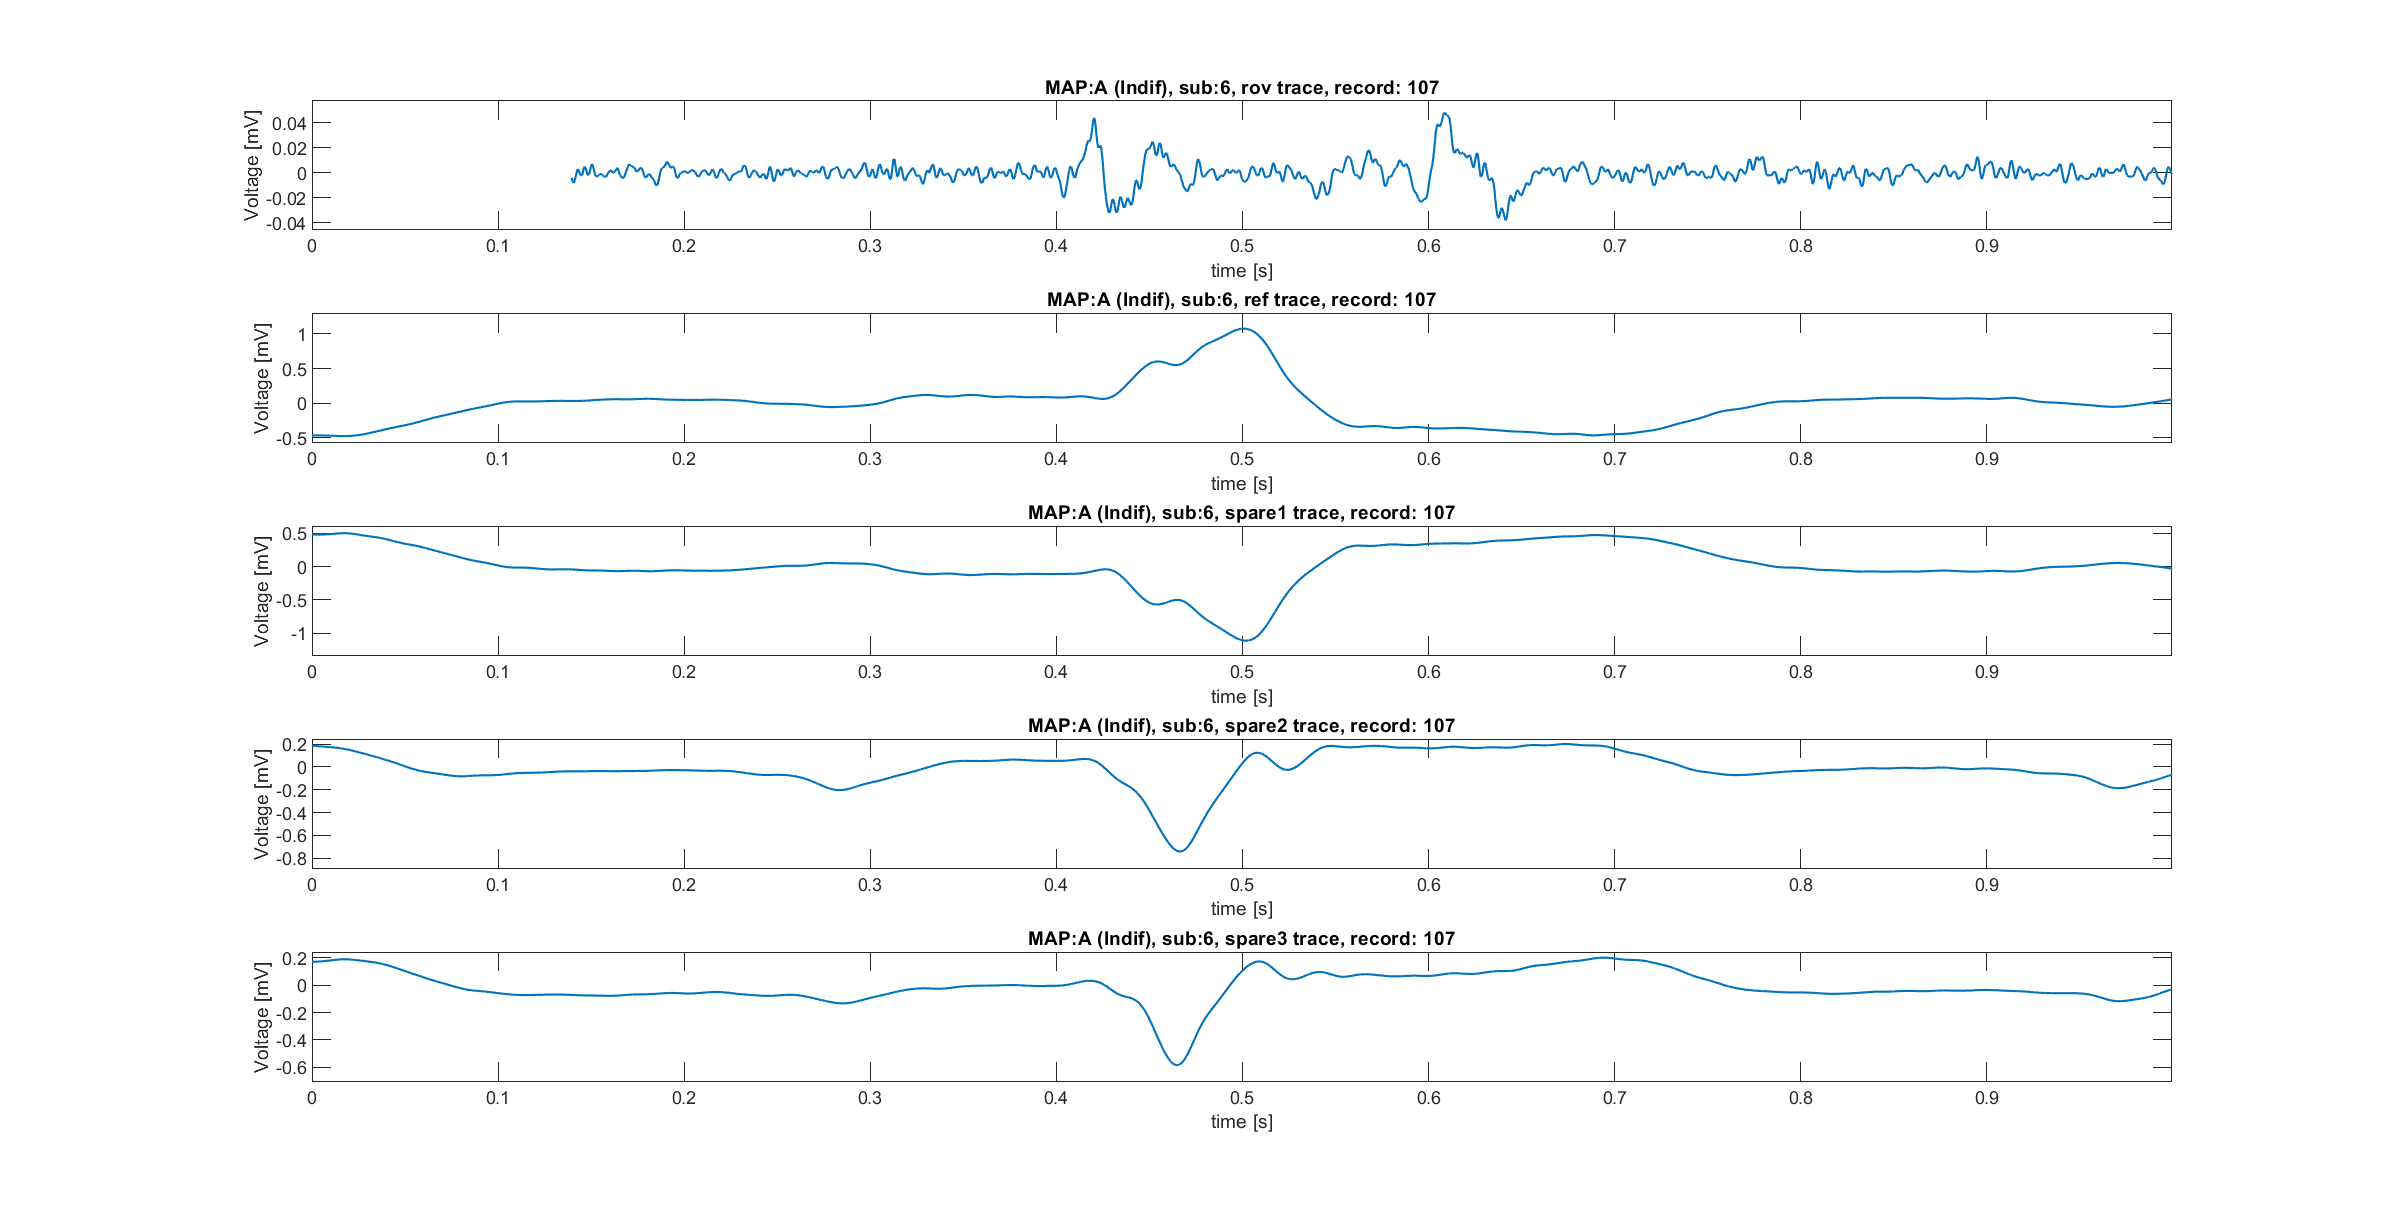 MAP:A (Indif), sub:6, rov trace, record: 107
Voltage [mV]
0.04
0.02
0
-0.02
-0.04
0 0.1 0.2 0.3 0.4 0.5 0.6 0.7 0.8 0.9
time [s]
MAP:A (Indif), sub:6, ref trace, record: 107
Voltage [mV]
1
0.5
0
-0.5
0 0.1 0.2 0.3 0.4 0.5 0.6 0.7 0.8 0.9
time [s]
MAP:A (Indif), sub:6, spare1 trace, record: 107
Voltage [mV]
0.5
0
-0.5
-1
0 0.1 0.2 0.3 0.4 0.5 0.6 0.7 0.8 0.9
time [s]
MAP:A (Indif), sub:6, spare2 trace, record: 107
Voltage [mV]
0.2
0
-0.2
-0.4
-0.6
-0.8
0 0.1 0.2 0.3 0.4 0.5 0.6 0.7 0.8 0.9
time [s]
MAP:A (Indif), sub:6, spare3 trace, record: 107
Voltage [mV]
0.2
0
-0.2
-0.4
-0.6
0 0.1 0.2 0.3 0.4 0.5 0.6 0.7 0.8 0.9
time [s]